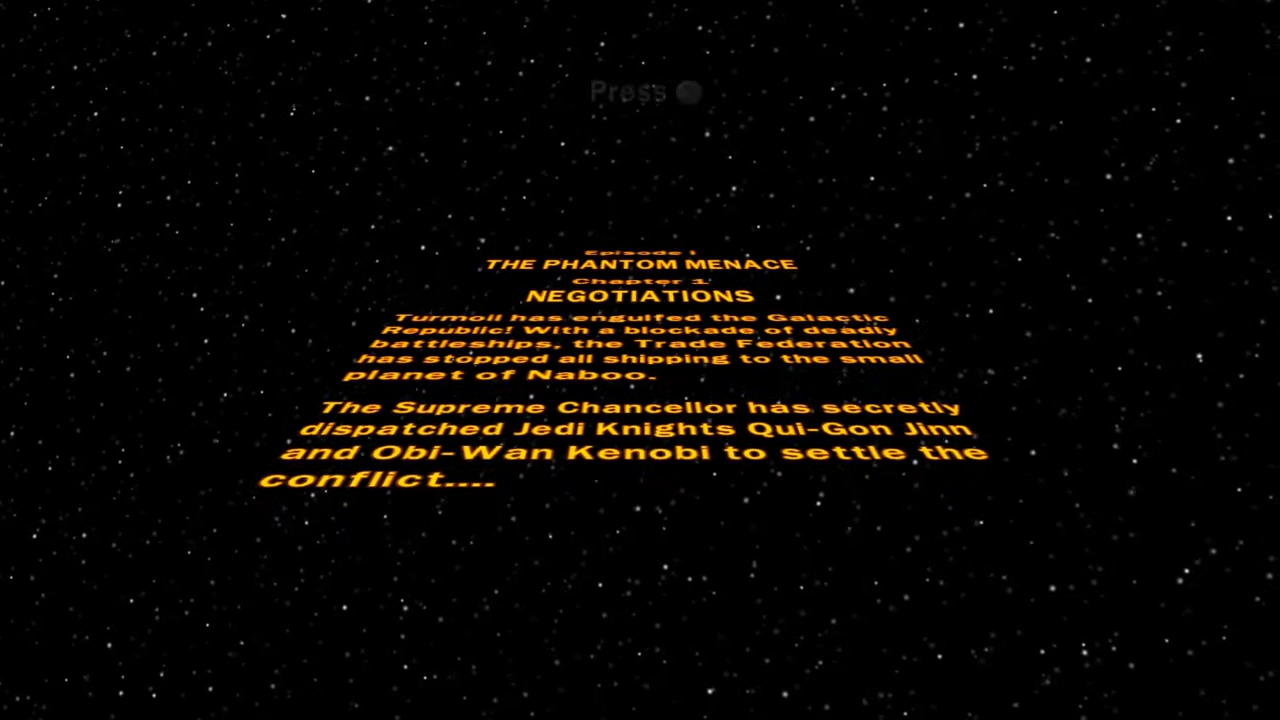 Press
Episode I
THE PHANTOM MENACE
Chapter 1
NEGOTIATIONS
Turmoil has engulfed the Galactic
Republic! With a blockade of deadly
battleships, the Trade Federation
has stopped all shipping to the small
planet of Naboo.
The Supreme Chancellor has secretly
dispatched Jedi Knights Qui-Gon Jinn
and Obi-Wan Kenobi to settle the
conflict....